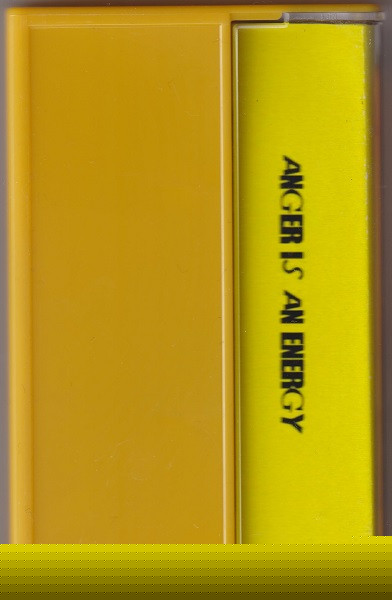 ANGER IS AN ENERGY